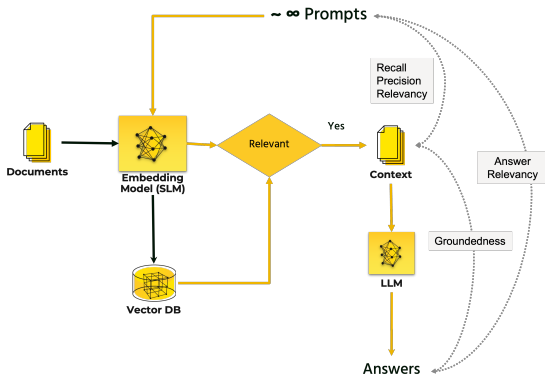 ~ ∞ Prompts
Recall
Precision
Relevancy
Yes
Relevant
Documents
Embedding
Model (SLM)
Context
Answer
Relevancy
Groundedness
LLM
Vector DB
Answers